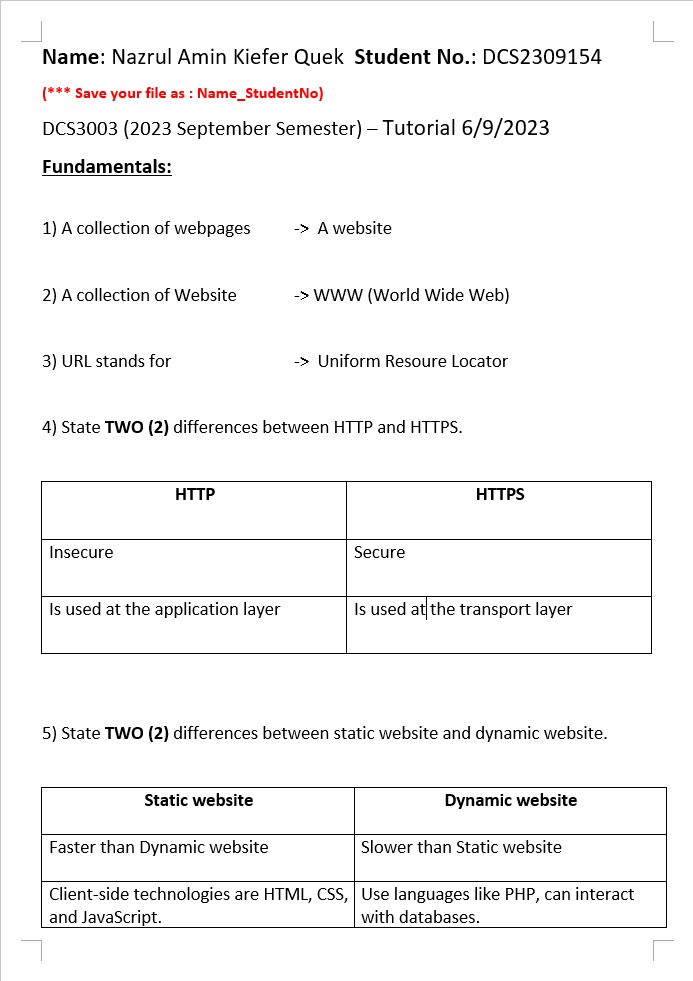 Name: Nazrul Amin Kiefer Quek  Student No.: DCS2309154
(*** Save your file as : Name_StudentNo)
DCS3003 (2023 September Semester) – Tutorial 6/9/2023
Fundamentals:
1) A collection of webpages -> A website
2) A collection of Website -> WWW (World Wide Web)
3) URL stands for -> Uniform Resoure Locator
4) State TWO (2) differences between HTTP and HTTPS.
HTTP HTTPS
Insecure Secure
Is used at the application layer Is used at the transport layer
5) State TWO (2) differences between static website and dynamic website.
Static website Dynamic website
Faster than Dynamic website Slower than Static website
Client-side technologies are HTML, CSS, Use languages like PHP, can interact
and JavaScript. with databases.